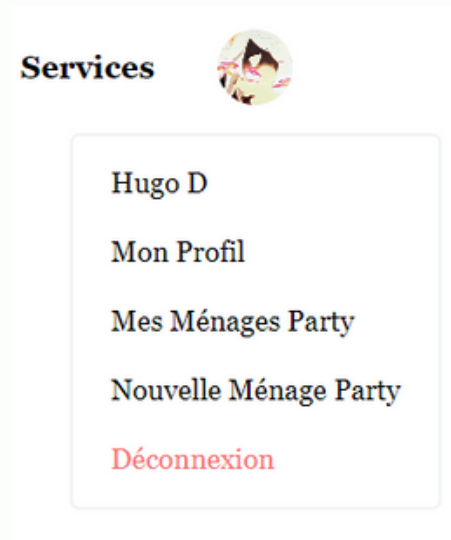 Services
Hugo D
Mon Profil
Mes Ménages Party
Nouvelle Ménage Party
Déconnexion